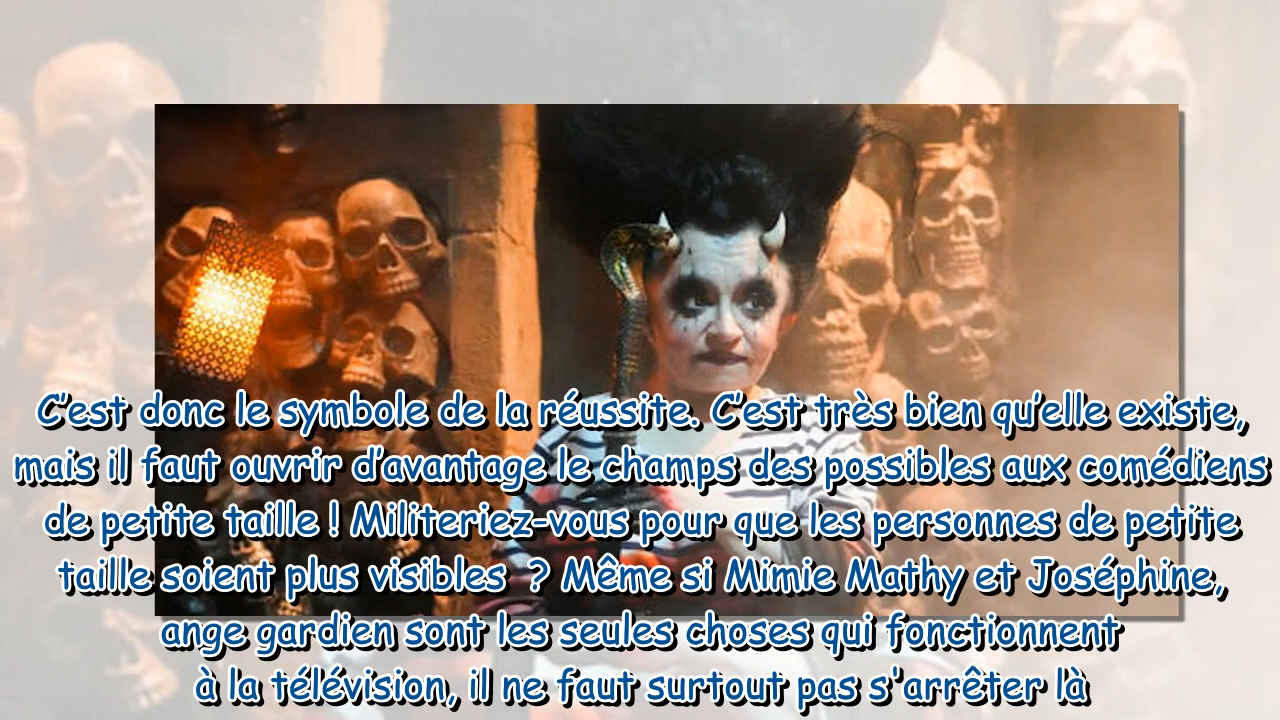 C'est donc le symbole de la réussite. C'est très bien qu'elle existe,
mais il faut ouvrir d'avantage le champs des possibles aux comédiens
de petite taille ! Militeriez-vous pour que les personnes de petite
taille soient plus visibles  ? Même si Mimie Mathy et Joséphine,
ange gardien sont les seules choses qui fonctionnent
à la télévision, il ne faut surtout pas s'arrêter là